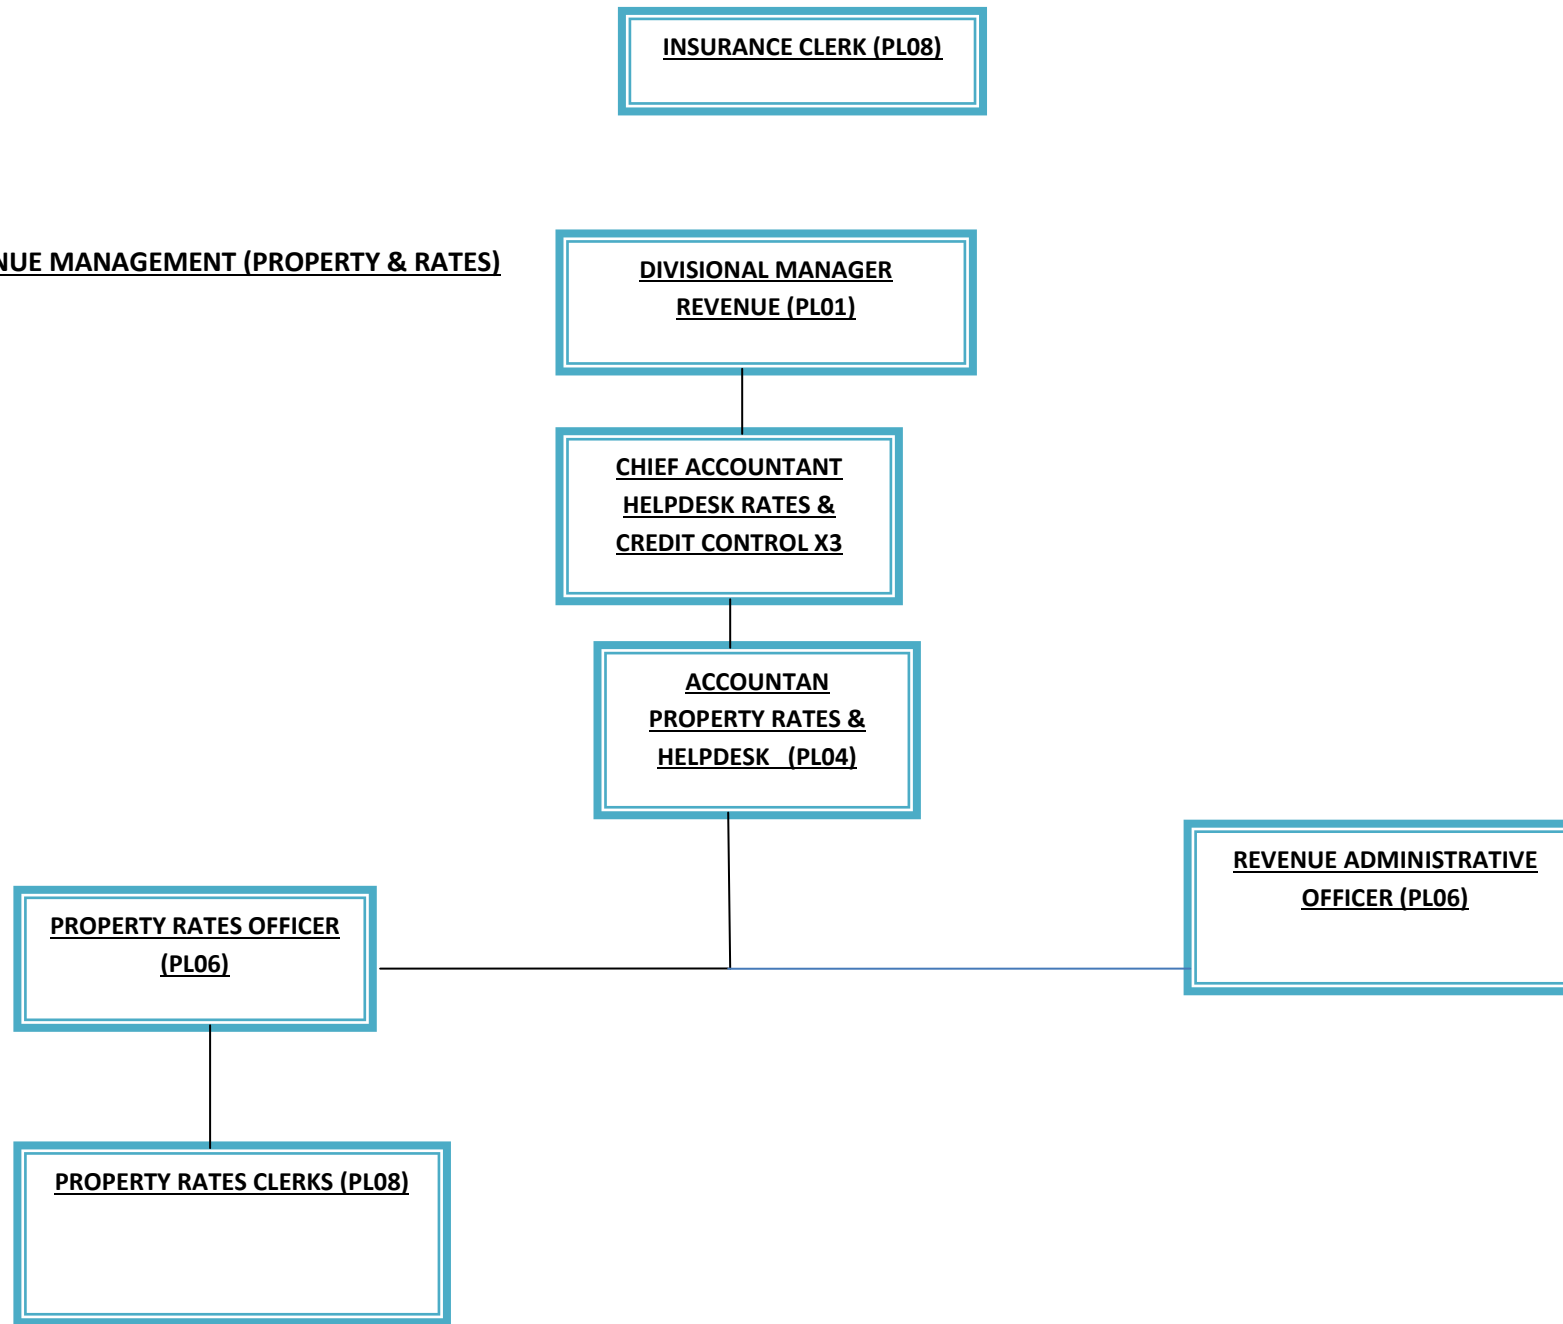 INSURANCE CLERK (PL08)
NUE MANAGEMENT (PROPERTY & RATES)
DIVISIONAL MANAGER
REVENUE (PL01)
CHIEF ACCOUNTANT
HELPDESK RATES &
CREDIT CONTROL X3
ACCOUNTAN
PROPERTY RATES &
HELPDESK (PL04)
REVENUE ADMINISTRATIVE
OFFICER (PL06)
PROPERTY RATES OFFICER
(PL06)
PROPERTY RATES CLERKS (PL08)